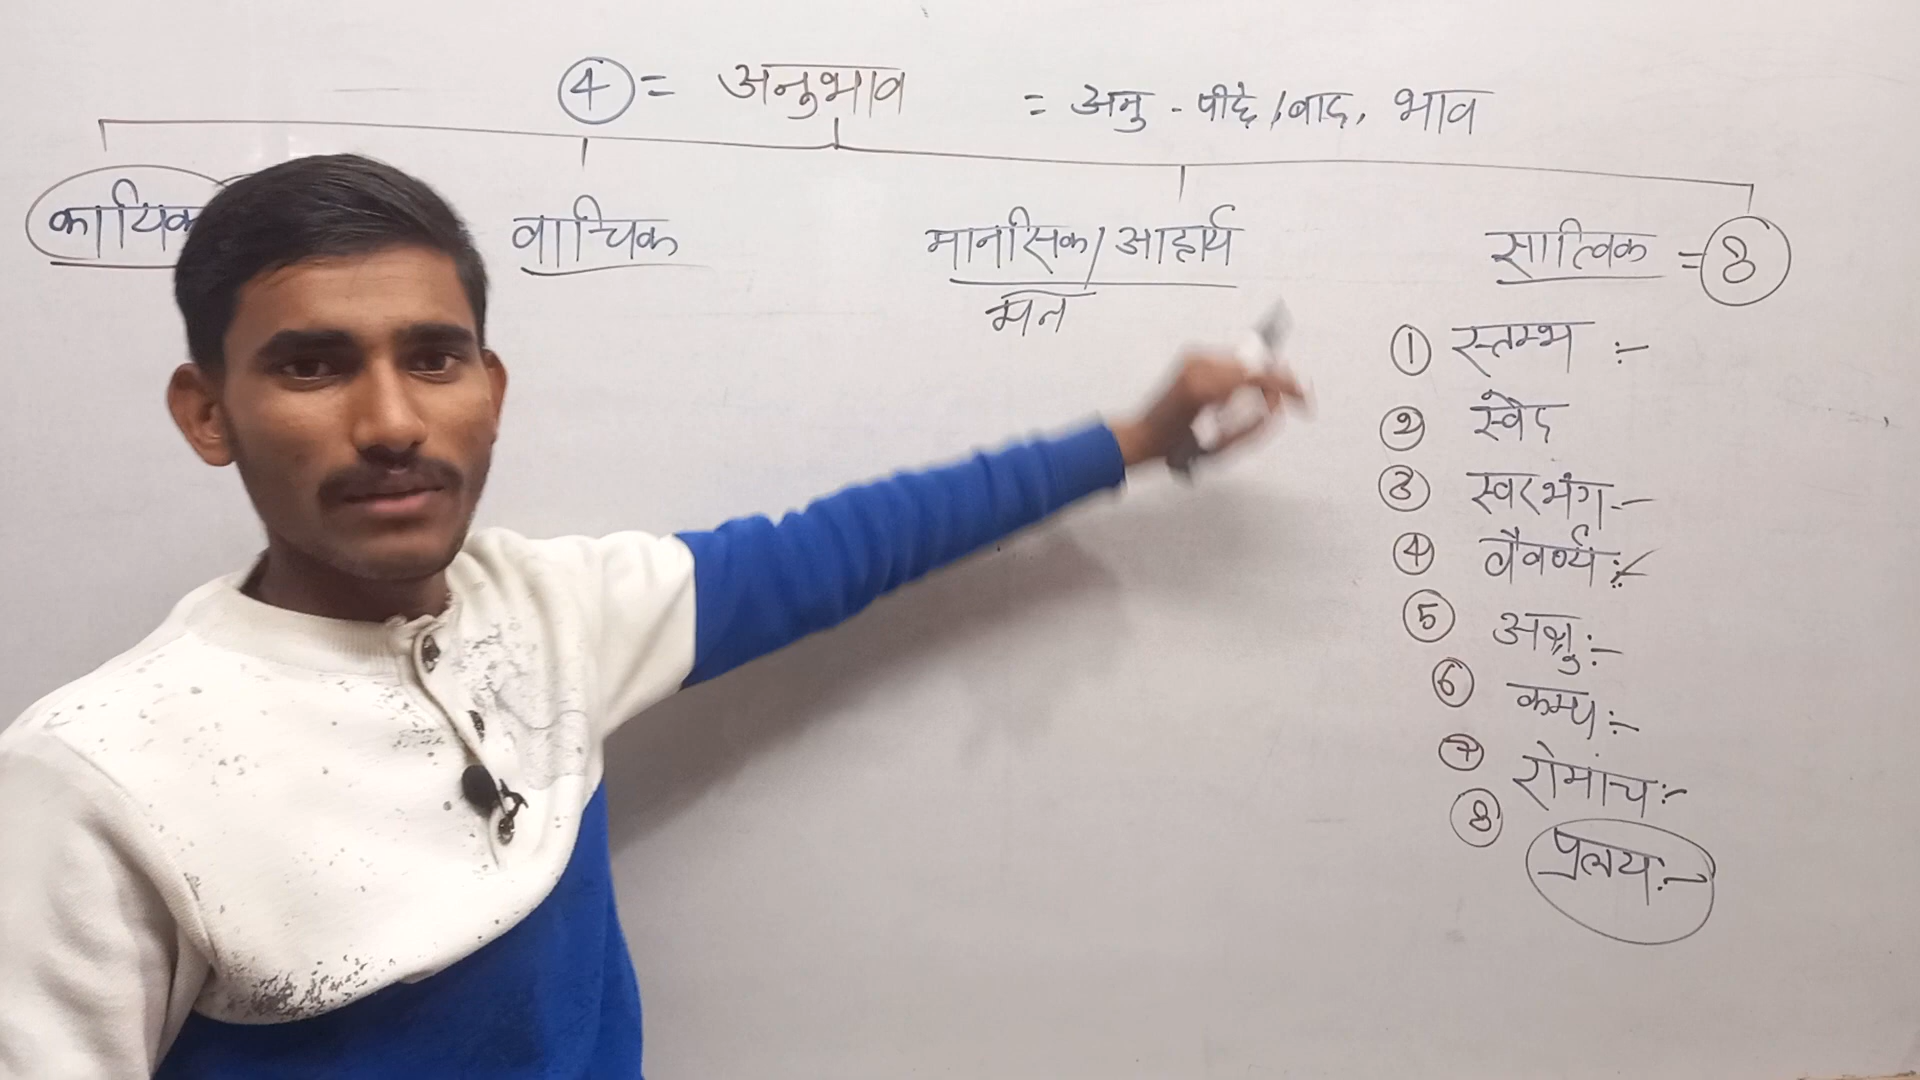 ④ = अनुभाव = अनु - पीछे / बाद, भाव
कायिक वाचिक मानसिक / आहार्य सात्विक = ⑧
मन
① स्तम्भ :-
② स्वेद
③ स्वरभंग -
④ वैवर्ण्य :-
⑤ अश्रु :-
⑥ कम्प :-
⑦ रोमांच :-
⑧ प्रलय :-